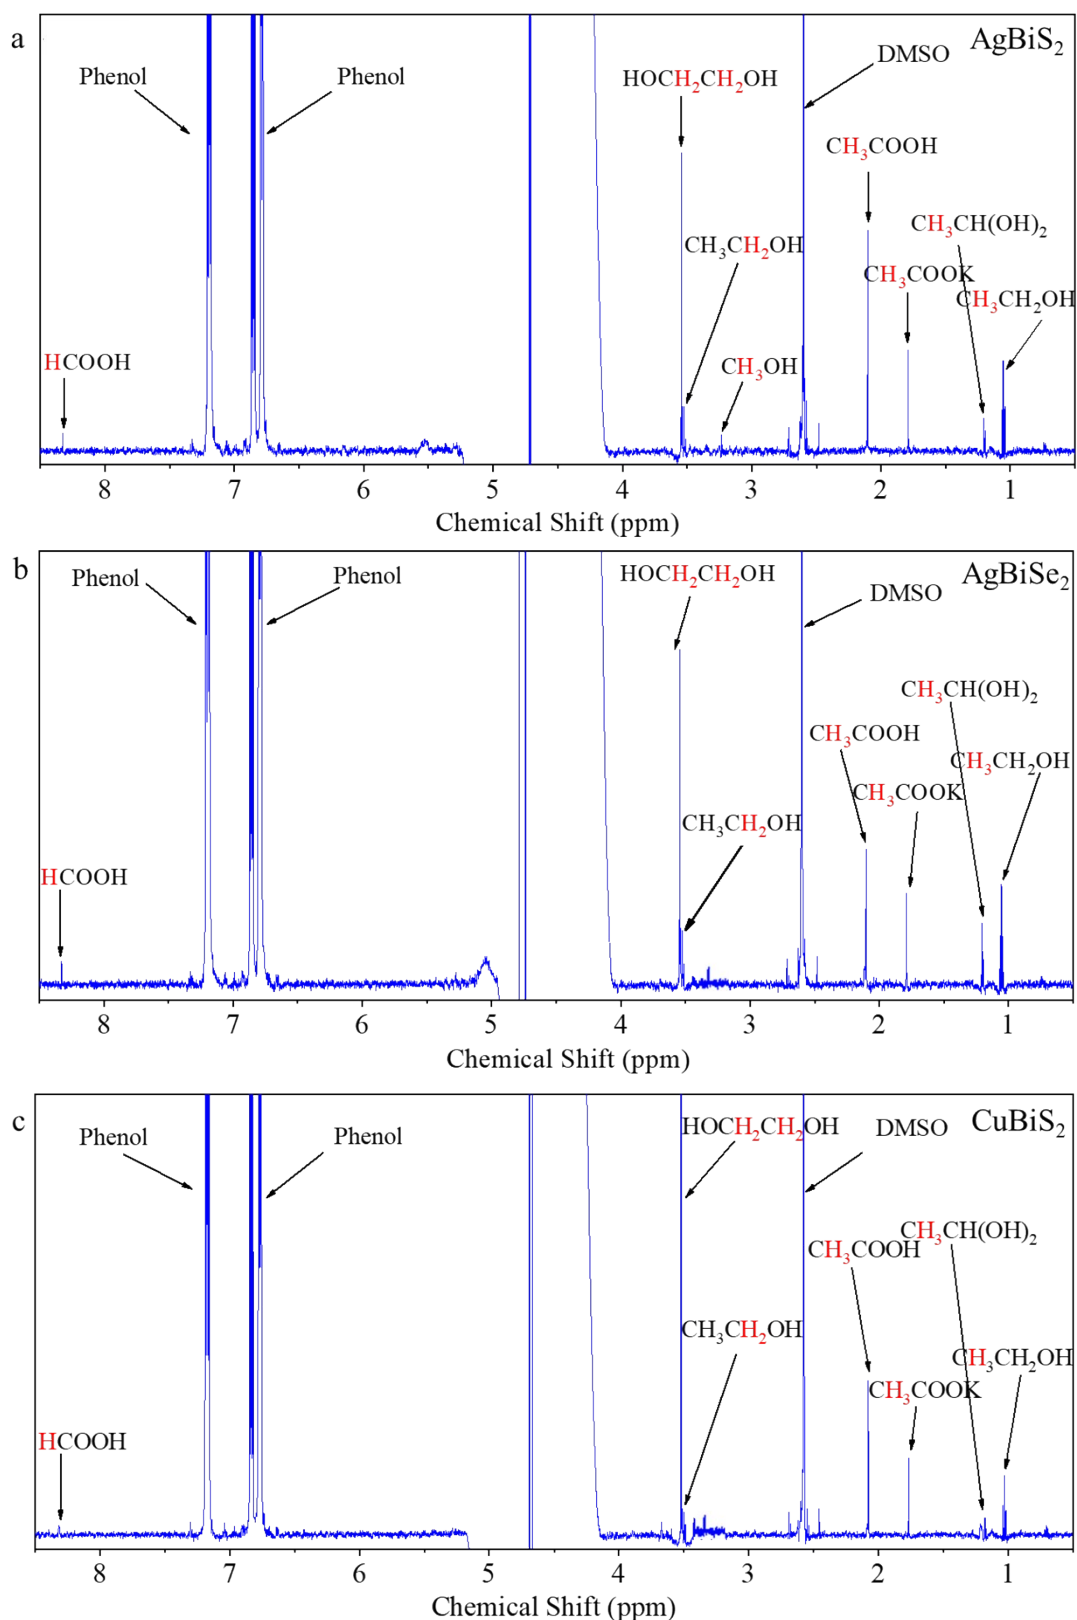 a
AgBiS2
Phenol
Phenol
HOCH2CH2OH
DMSO
CH3COOH
CH3CH2OH
CH3CH(OH)2
CH3COOK
CH3CH2OH
HCOOH
CH3OH
8 7 6 5 4 3 2 1
Chemical Shift (ppm)
b
AgBiSe2
Phenol
Phenol
HOCH2CH2OH
DMSO
CH3CH(OH)2
CH3COOH
CH3CH2OH
CH3COOK
CH3CH2OH
HCOOH
8 7 6 5 4 3 2 1
Chemical Shift (ppm)
c
CuBiS2
Phenol
Phenol
HOCH2CH2OH
DMSO
CH3CH(OH)2
CH3COOH
CH3CH2OH
CH3CH2OH
CH3COOK
HCOOH
8 7 6 5 4 3 2 1
Chemical Shift (ppm)